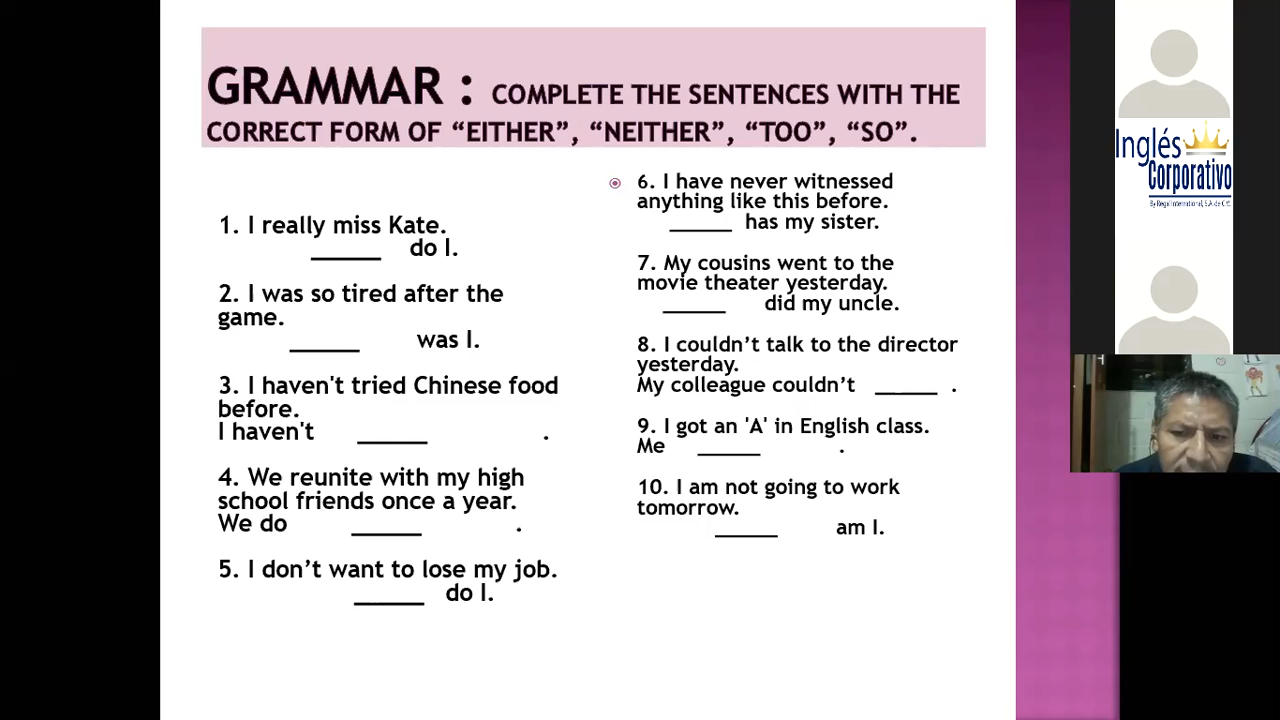 GRAMMAR : COMPLETE THE SENTENCES WITH THE
CORRECT FORM OF “EITHER”, “NEITHER”, “TOO”, “SO”.
1. I really miss Kate.
______ do I.
2. I was so tired after the
game.
______ was I.
3. I haven't tried Chinese food
before.
I haven't ______ .
4. We reunite with my high
school friends once a year.
We do ______ .
5. I don’t want to lose my job.
______ do I.
6. I have never witnessed
anything like this before.
______ has my sister.
7. My cousins went to the
movie theater yesterday.
______ did my uncle.
8. I couldn’t talk to the director
yesterday.
My colleague couldn’t ______ .
9. I got an 'A' in English class.
Me ______ .
10. I am not going to work
tomorrow.
______ am I.
Inglés
Corporativo